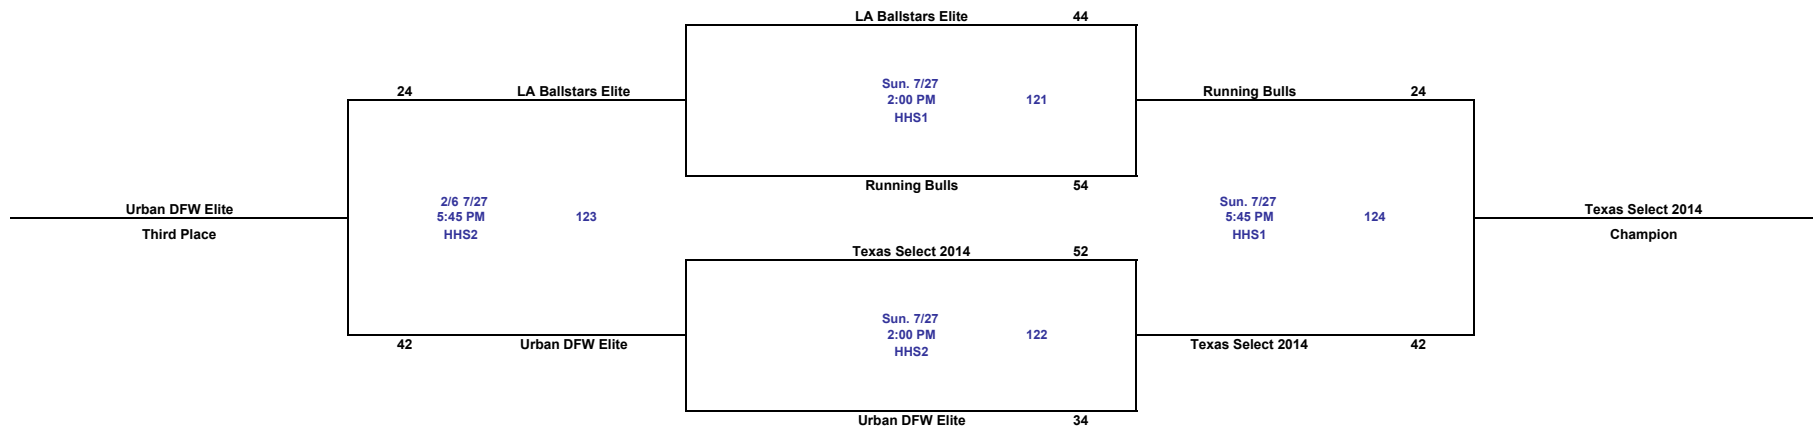 LA Ballstars Elite 44
24 LA Ballstars Elite
Sun. 7/27
2:00 PM 121
HHS1
Running Bulls 24
Running Bulls 54
Urban DFW Elite
Third Place
2/6 7/27
5:45 PM 123
HHS2
Sun. 7/27
5:45 PM 124
HHS1
Texas Select 2014
Champion
Texas Select 2014 52
Sun. 7/27
2:00 PM 122
HHS2
42 Urban DFW Elite
Texas Select 2014 42
Urban DFW Elite 34